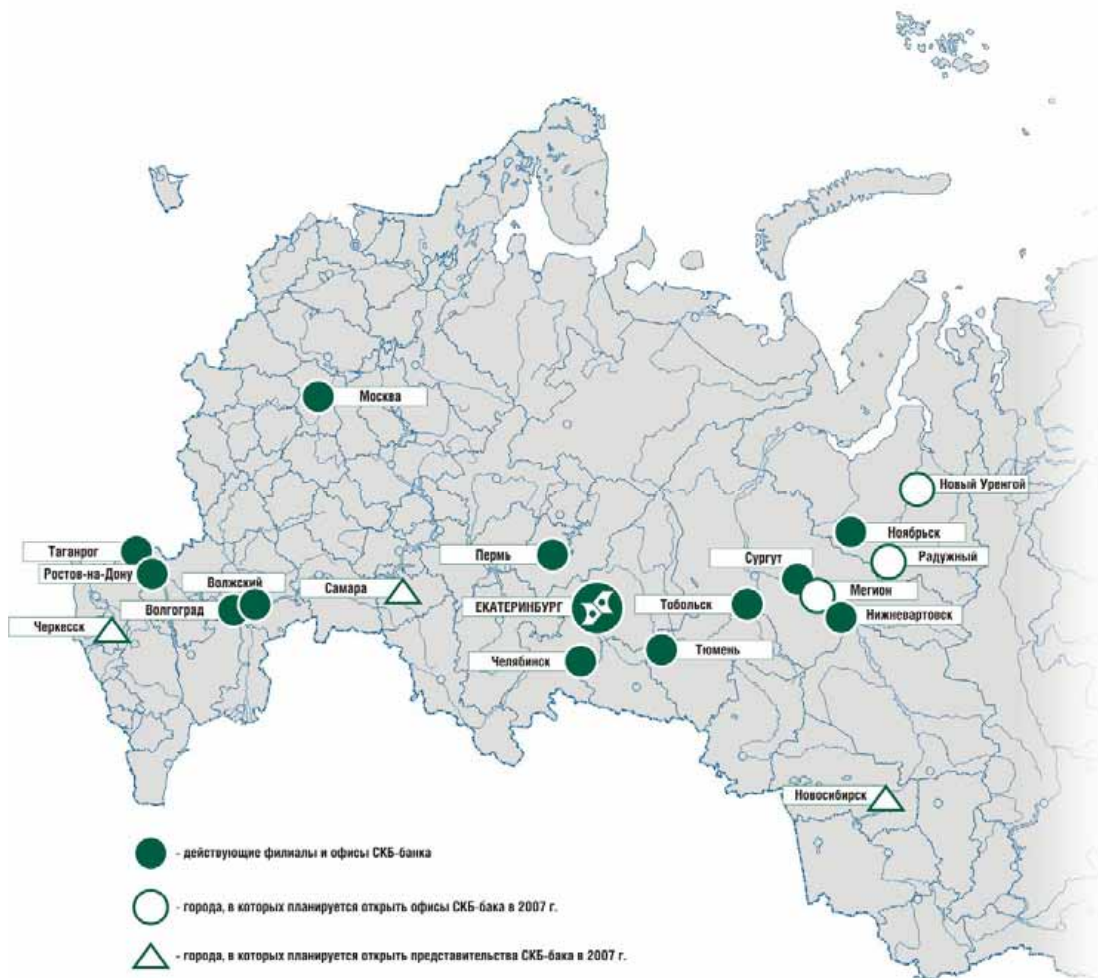 Москва
Новый Уренгой
Ноябрьск
Таганрог
Пермь
Сургут
Радужный
Ростов-на-Дону
Волжский
Самара
Мегион
Волгоград
ЕКАТЕРИНБУРГ
Тобольск
Нижневартовск
Черкесск
Челябинск
Тюмень
Новосибирск
- действующие филиалы и офисы СКБ-банка
- города, в которых планируется открыть офисы СКБ-бака в 2007 г.
- города, в которых планируется открыть представительства СКБ-бака в 2007 г.